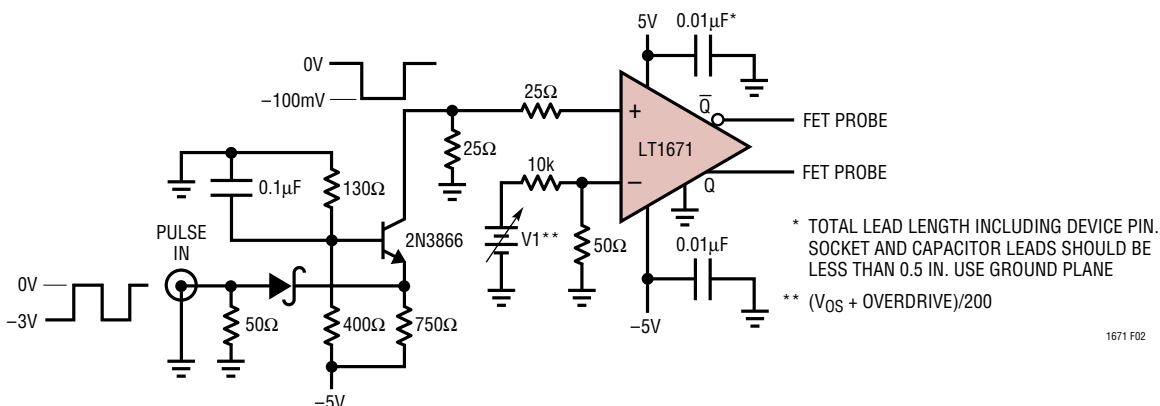 5V
0.01μF*
0V
–100mV
25Ω
25Ω
+
–
Q̅
Q
LT1671
FET PROBE
FET PROBE
10k
V1**
50Ω
0.1μF
130Ω
2N3866
PULSE
IN
0V
–3V
50Ω
400Ω
750Ω
–5V
0.01μF
–5V
* TOTAL LEAD LENGTH INCLUDING DEVICE PIN.
SOCKET AND CAPACITOR LEADS SHOULD BE
LESS THAN 0.5 IN. USE GROUND PLANE
** (VOS + OVERDRIVE)/200
1671 F02